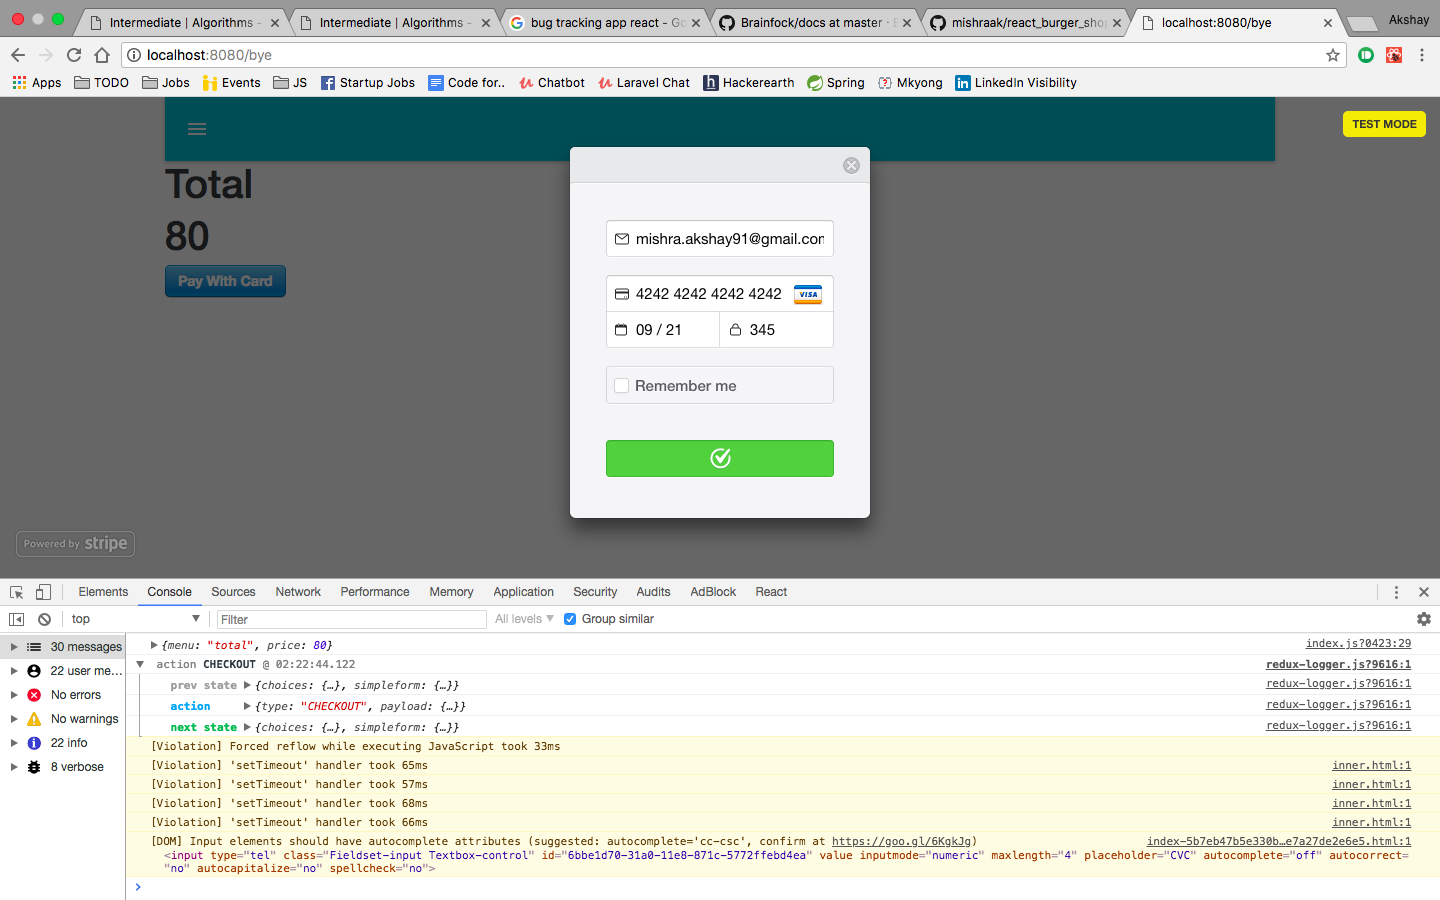 Intermediate | Algorithms -
Intermediate | Algorithms -
bug tracking app react - Go
Brainfock/docs at master · B
mishraak/react_burger_shop
localhost:8080/bye
Akshay
localhost:8080/bye
Apps TODO Jobs Events JS Startup Jobs Code for.. Chatbot Laravel Chat Hackerearth Spring Mkyong LinkedIn Visibility
TEST MODE
Total
80
Pay With Card
mishra.akshay91@gmail.com
4242 4242 4242 4242 VISA
09 / 21 345
Remember me
Powered by stripe
Elements Console Sources Network Performance Memory Application Security Audits AdBlock React
top Filter All levels Group similar
30 messages
22 user me...
No errors
No warnings
22 info
8 verbose
{menu: "total", price: 80} index.js?0423:29
action CHECKOUT @ 02:22:44.122 redux-logger.js?9616:1
prev state {choices: {…}, simpleform: {…}} redux-logger.js?9616:1
action {type: "CHECKOUT", payload: {…}} redux-logger.js?9616:1
next state {choices: {…}, simpleform: {…}} redux-logger.js?9616:1
[Violation] Forced reflow while executing JavaScript took 33ms
[Violation] 'setTimeout' handler took 65ms inner.html:1
[Violation] 'setTimeout' handler took 57ms inner.html:1
[Violation] 'setTimeout' handler took 68ms inner.html:1
[Violation] 'setTimeout' handler took 66ms inner.html:1
[DOM] Input elements should have autocomplete attributes (suggested: autocomplete='cc-csc', confirm at https://goo.gl/6KgkJg) index-5b7eb47b5e330b…e7a27de2e6e5.html:1
<input type="tel" class="Fieldset-input Textbox-control" id="6bbe1d70-31a0-11e8-871c-5772ffebd4ea" value inputmode="numeric" maxlength="4" placeholder="CVC" autocomplete="off" autocorrect=
"no" autocapitalize="no" spellcheck="no">